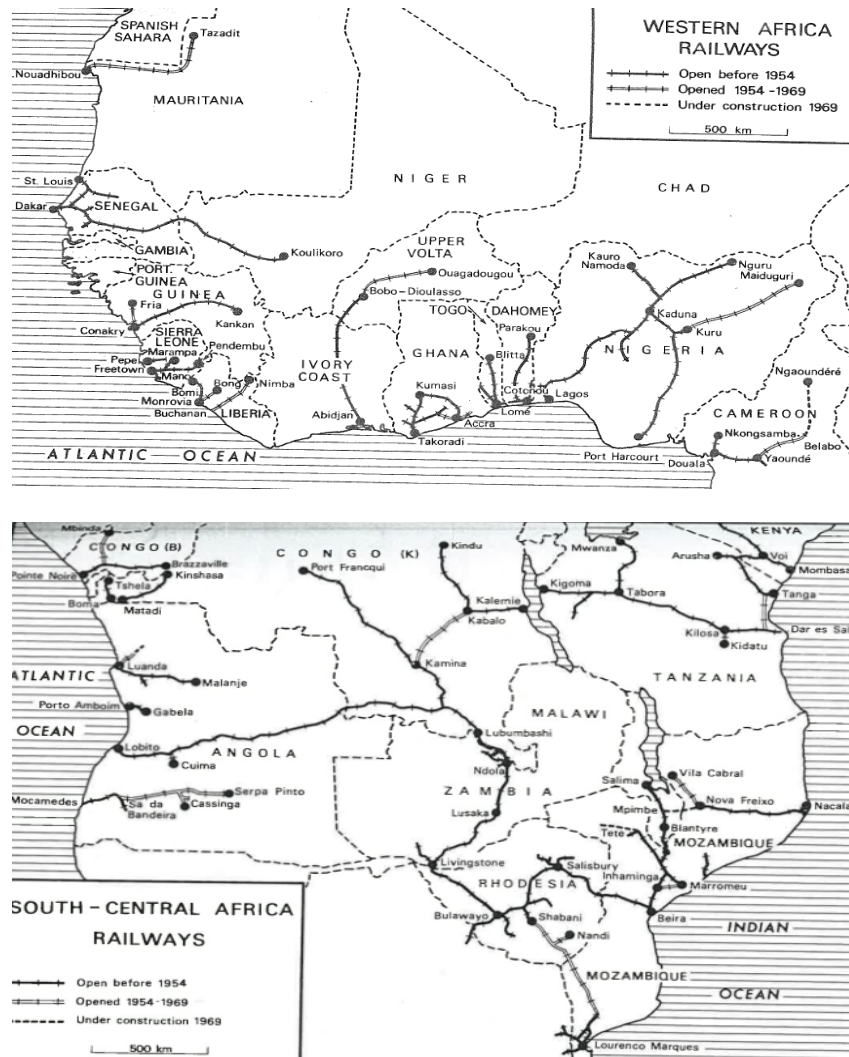 WESTERN AFRICA
RAILWAYS
Open before 1954
Opened 1954-1969
Under construction 1969
500 km
SPANISH
SAHARA
Tazadit
Nouadhibou
MAURITANIA
NIGER
CHAD
St. Louis
Dakar
SENEGAL
GAMBIA
PORT.
GUINEA
GUINEA
Koulikoro
UPPER
VOLTA
Ouagadougou
Bobo-Dioulasso
Kauro
Namoda
Nguru
Maiduguri
Fria
Conakry
Kankan
SIERRA
LEONE
Marampa
Pendembu
Pepel
Freetown
Mano
Bong
Nimba
Bomi
Monrovia
Buchanan
LIBERIA
IVORY
COAST
Abidjan
TOGO
DAHOMEY
Parakou
GHANA
Blitta
Kumasi
Cotonou
Lagos
Lomé
Accra
Takoradi
Kaduna
Kuru
NIGERIA
Ngaoundéré
CAMEROON
Nkongsamba
Belabo
Port Harcourt
Douala
Yaoundé
ATLANTIC OCEAN
Mbinda
CONGO (B)
Brazzaville
Pointe Noire
Kinshasa
Tshela
Boma
Matadi
CONGO (K)
Port Francqui
Kindu
Mwanza
KENYA
Arusha
Voi
Mombasa
Kigoma
Tabora
Tanga
Kalemie
Kabalo
Kilosa
Dar es Sal
Kidatu
Kamina
TANZANIA
Luanda
Malanje
ATLANTIC
Porto Amboim
Gabela
OCEAN
Lobito
ANGOLA
Cuima
MALAWI
Lubumbashi
Ndola
ZAMBIA
Salima
Vila Cabral
Serpa Pinto
Mocamedes
Sa da
Bandeira
Cassinga
Lusaka
Mpimbe
Nova Freixo
Nacala
Tete
Blantyre
MOZAMBIQUE
Livingstone
Salisbury
Inhaminga
RHODESIA
Marromeu
Bulawayo
Shabani
Beira
INDIAN
Nandi
MOZAMBIQUE
OCEAN
Lourenco Marques
SOUTH-CENTRAL AFRICA
RAILWAYS
Open before 1954
Opened 1954-1969
Under construction 1969
500 km